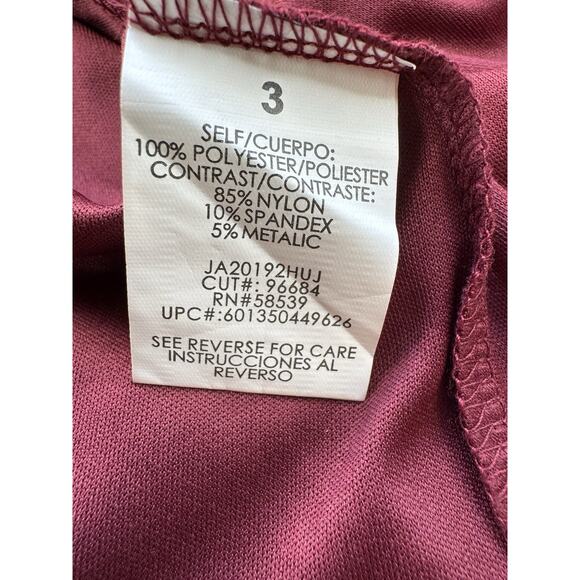 3
SELF/CUERPO:
100% POLYESTER/POLIESTER
CONTRAST/CONTRASTE:
85% NYLON
10% SPANDEX
5% METALIC
JA20192HUJ
CUT#: 96684
RN#58539
UPC#:601350449626
SEE REVERSE FOR CARE
INSTRUCCIONES AL
REVERSO